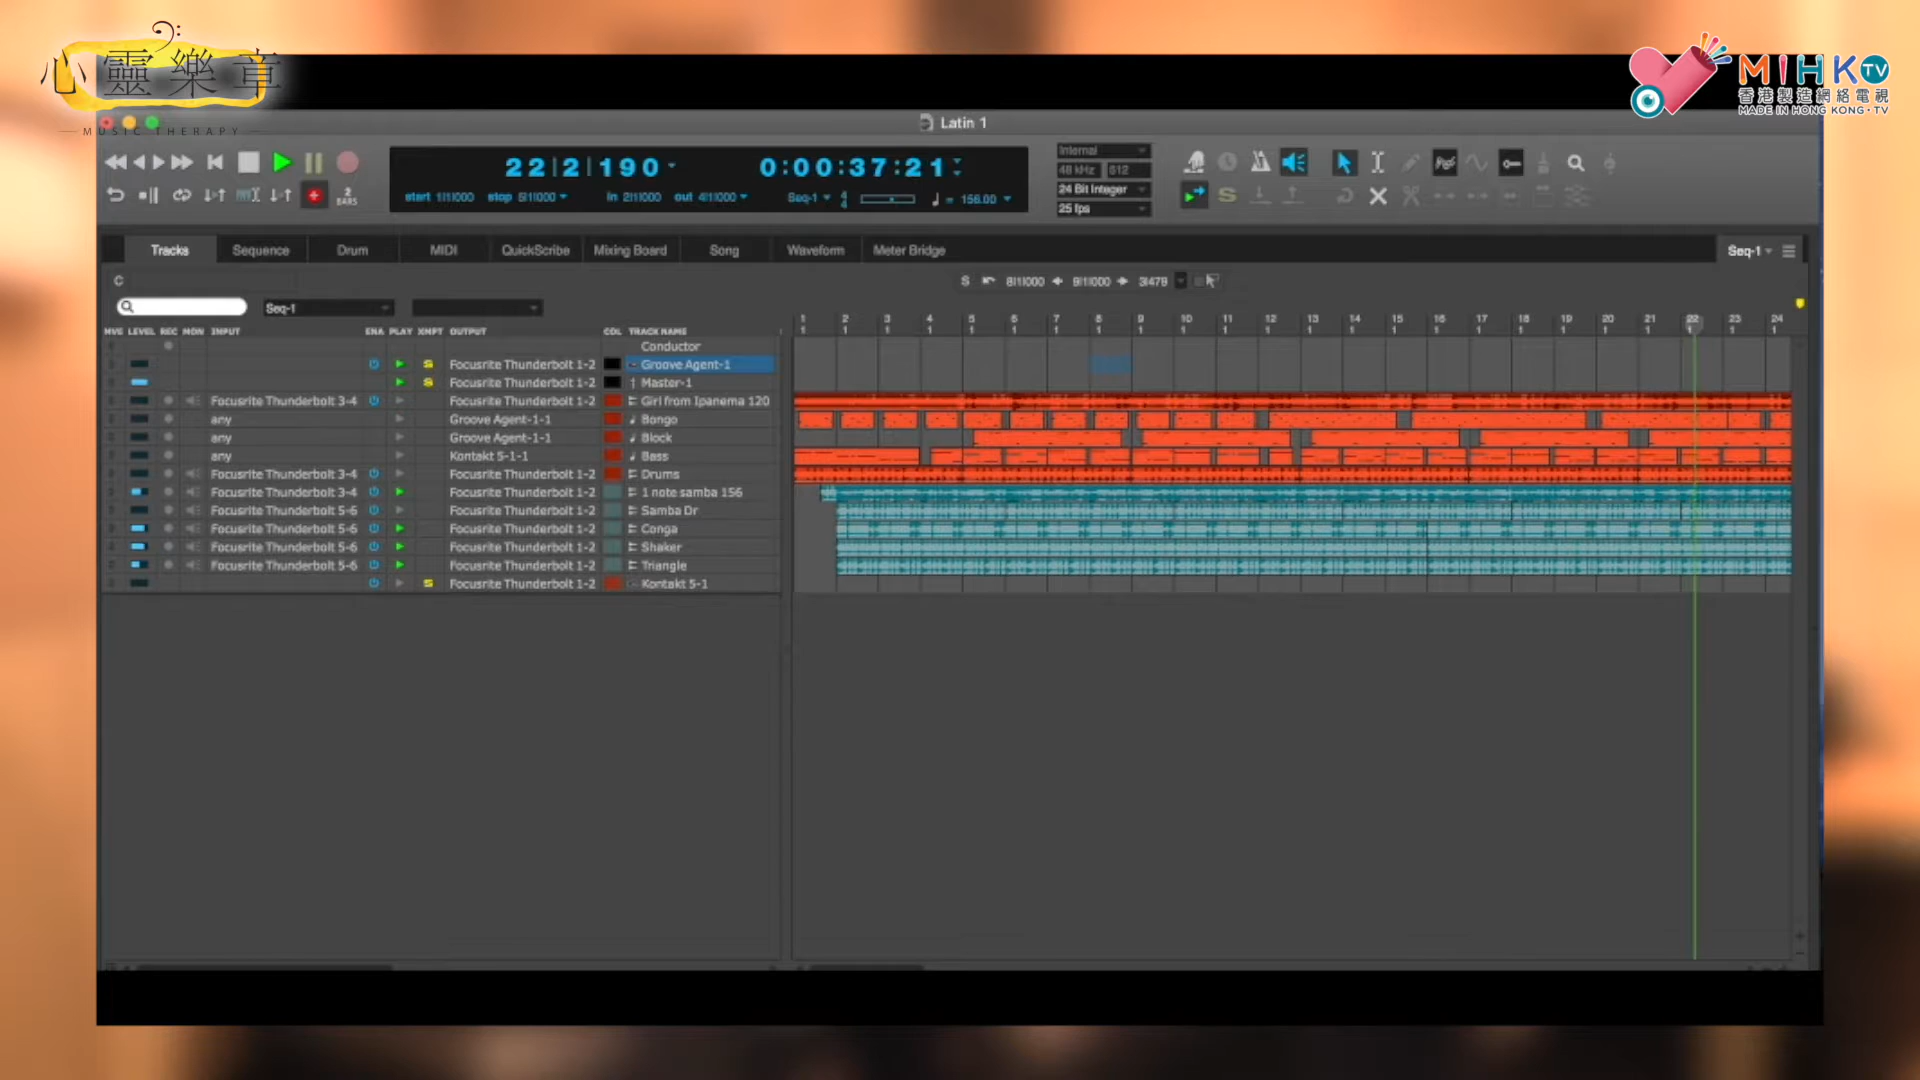 心靈樂章
MUSIC THERAPY
MIHK TV
香港製造網絡電視
MADE IN HONG KONG • TV
Latin 1
22|2|190
0:00:37:21
start 1|1|000 stop 5|1|000 in 2|1|000 out 4|1|000 Seq-1 4/4 = 156.00
2 BARS
Internal
48 kHz 512
24 Bit Integer
25 fps
Tracks Sequence Drum MIDI QuickScribe Mixing Board Song Waveform Meter Bridge Seq-1
C
S 8|1|000 9|1|000 3|479
Seq-1
MVE LEVEL REC MON INPUT ENA PLAY XMPT OUTPUT COL TRACK NAME
1 2 3 4 5 6 7 8 9 10 11 12 13 14 15 16 17 18 19 20 21 22 23 24
Conductor
S Focusrite Thunderbolt 1-2 Groove Agent-1
S Focusrite Thunderbolt 1-2 Master-1
Focusrite Thunderbolt 3-4 Focusrite Thunderbolt 1-2 Girl from Ipanema 120
any Groove Agent-1-1 Bongo
any Groove Agent-1-1 Block
any Kontakt 5-1-1 Bass
Focusrite Thunderbolt 3-4 Focusrite Thunderbolt 1-2 Drums
Focusrite Thunderbolt 3-4 Focusrite Thunderbolt 1-2 1 note samba 156
Focusrite Thunderbolt 5-6 Focusrite Thunderbolt 1-2 Samba Dr
Focusrite Thunderbolt 5-6 Focusrite Thunderbolt 1-2 Conga
Focusrite Thunderbolt 5-6 Focusrite Thunderbolt 1-2 Shaker
Focusrite Thunderbolt 5-6 Focusrite Thunderbolt 1-2 Triangle
S Focusrite Thunderbolt 1-2 Kontakt 5-1